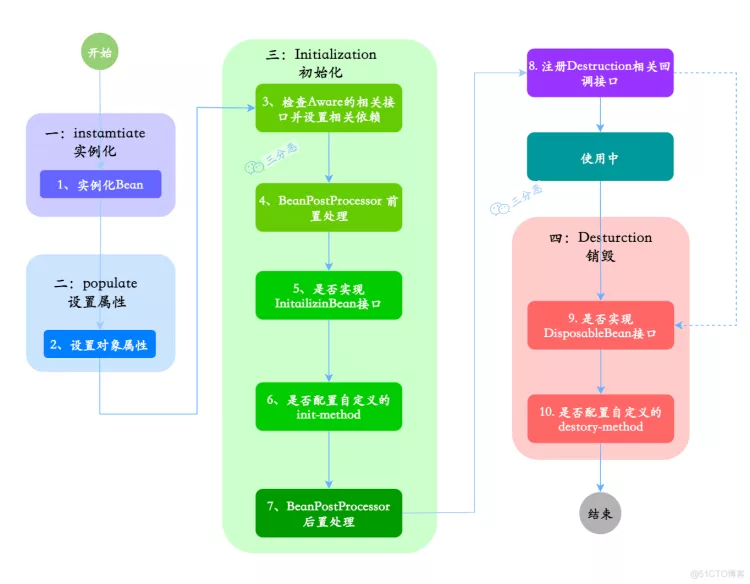 开始
一：instamtiate
实例化
1、实例化Bean
二：populate
设置属性
2、设置对象属性
三：Initialization
初始化
3、检查Aware的相关接
口并设置相关依赖
三分恶
4、BeanPostProcessor 前
置处理
5、是否实现
InitailizinBean接口
6、是否配置自定义的
init-method
7、BeanPostProcessor
后置处理
8. 注册Destruction相关回
调接口
使用中
三分恶
四：Desturction
销毁
9. 是否实现
DisposableBean接口
10. 是否配置自定义的
destory-method
结束
@51CTO博客